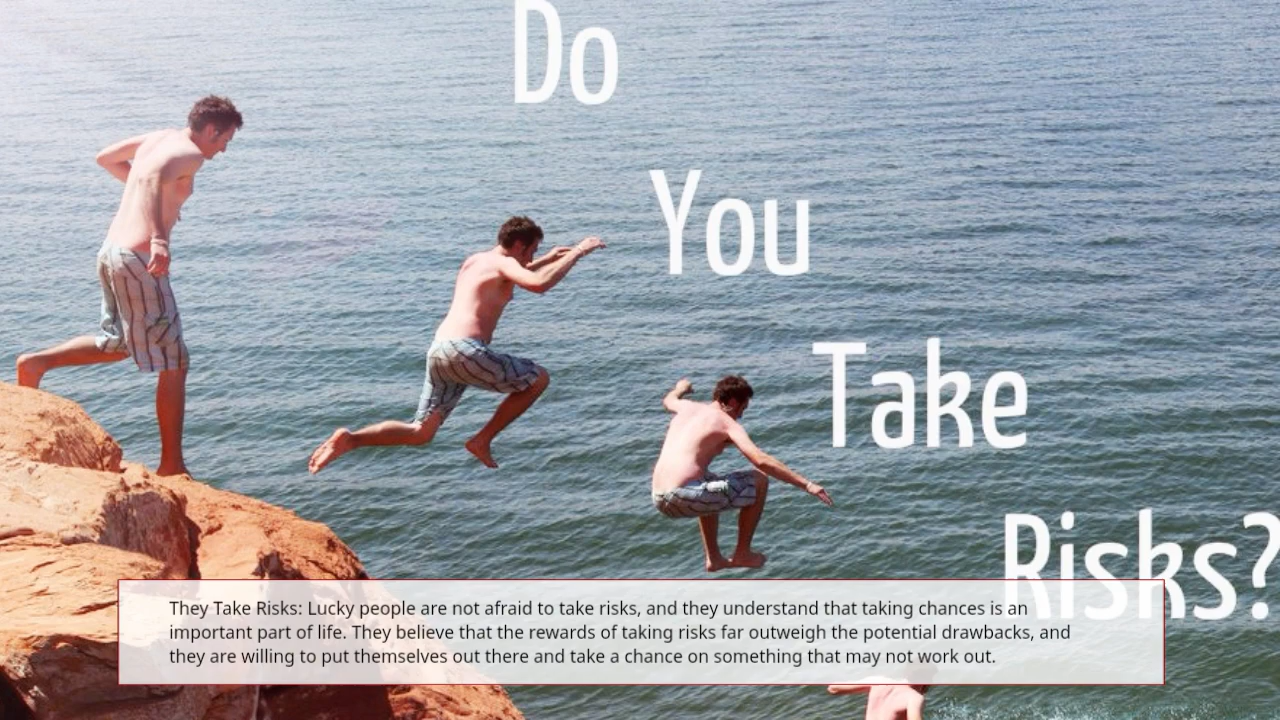 Do
You
Take
Risks?
They Take Risks: Lucky people are not afraid to take risks, and they understand that taking chances is an
important part of life. They believe that the rewards of taking risks far outweigh the potential drawbacks, and
they are willing to put themselves out there and take a chance on something that may not work out.